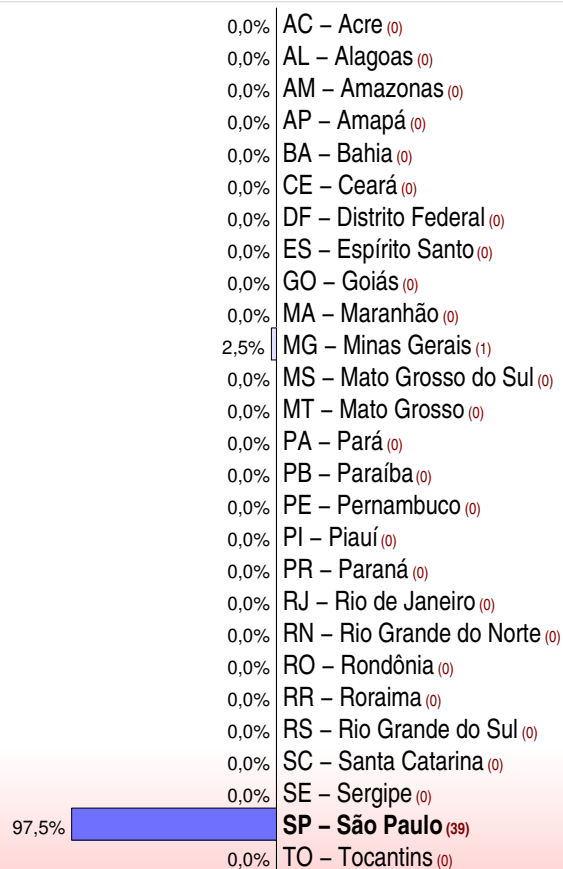 0,0% AC – Acre (0)
0,0% AL – Alagoas (0)
0,0% AM – Amazonas (0)
0,0% AP – Amapá (0)
0,0% BA – Bahia (0)
0,0% CE – Ceará (0)
0,0% DF – Distrito Federal (0)
0,0% ES – Espírito Santo (0)
0,0% GO – Goiás (0)
0,0% MA – Maranhão (0)
2,5% MG – Minas Gerais (1)
0,0% MS – Mato Grosso do Sul (0)
0,0% MT – Mato Grosso (0)
0,0% PA – Pará (0)
0,0% PB – Paraíba (0)
0,0% PE – Pernambuco (0)
0,0% PI – Piauí (0)
0,0% PR – Paraná (0)
0,0% RJ – Rio de Janeiro (0)
0,0% RN – Rio Grande do Norte (0)
0,0% RO – Rondônia (0)
0,0% RR – Roraima (0)
0,0% RS – Rio Grande do Sul (0)
0,0% SC – Santa Catarina (0)
0,0% SE – Sergipe (0)
97,5% SP – São Paulo (39)
0,0% TO – Tocantins (0)